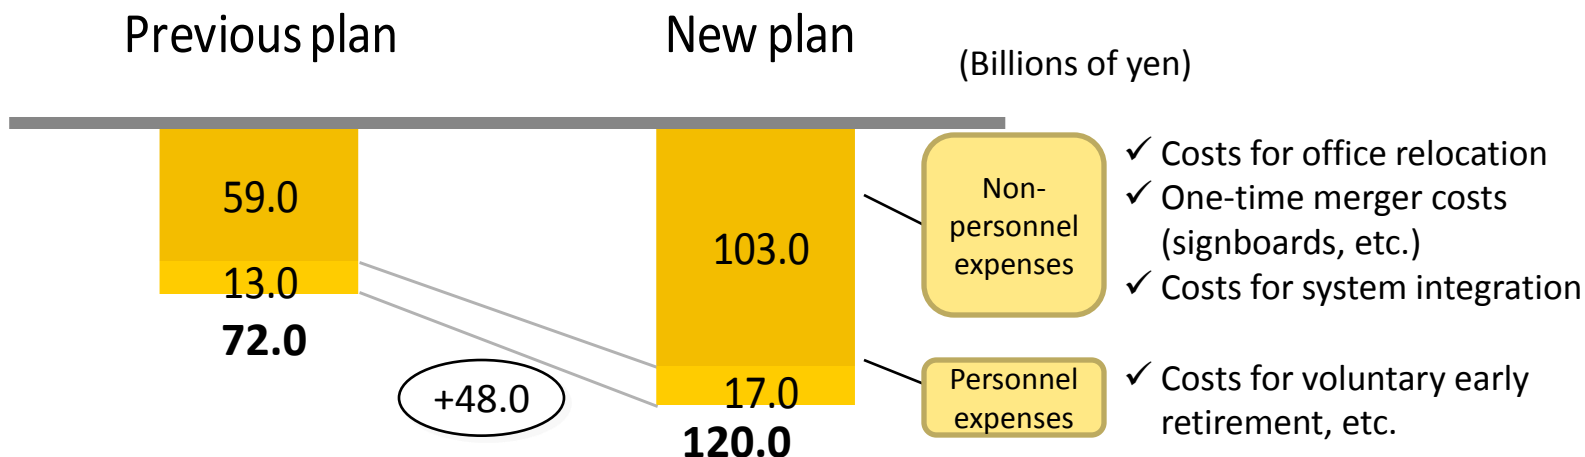 Previous plan
New plan
(Billions of yen)
59.0
13.0
72.0
+48.0
103.0
17.0
120.0
Non-
personnel
expenses
✓ Costs for office relocation
✓ One-time merger costs
(signboards, etc.)
✓ Costs for system integration
Personnel
expenses
✓ Costs for voluntary early
retirement, etc.